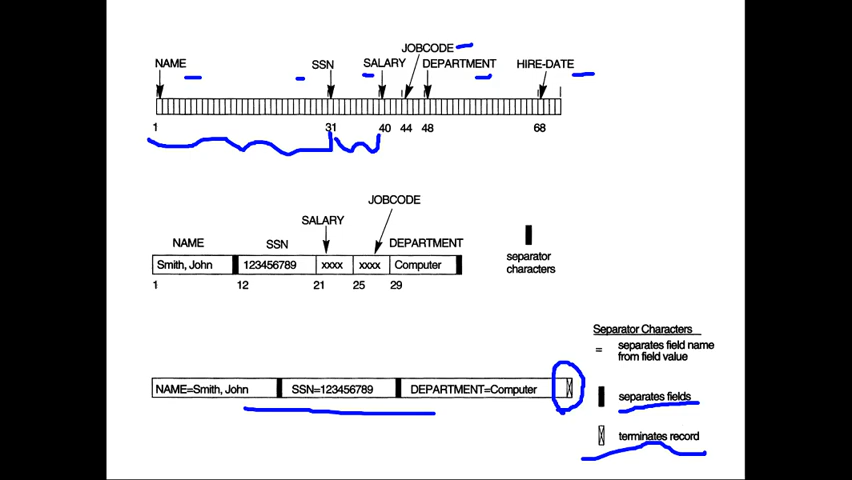 JOBCODE
NAME SSN SALARY DEPARTMENT HIRE-DATE
1 31 40 44 48 68
JOBCODE
SALARY
NAME SSN DEPARTMENT
Smith, John 123456789 xxxx xxxx Computer
1 12 21 25 29
separator
characters
Separator Characters
= separates field name
from field value
NAME=Smith, John SSN=123456789 DEPARTMENT=Computer
separates fields
terminates record